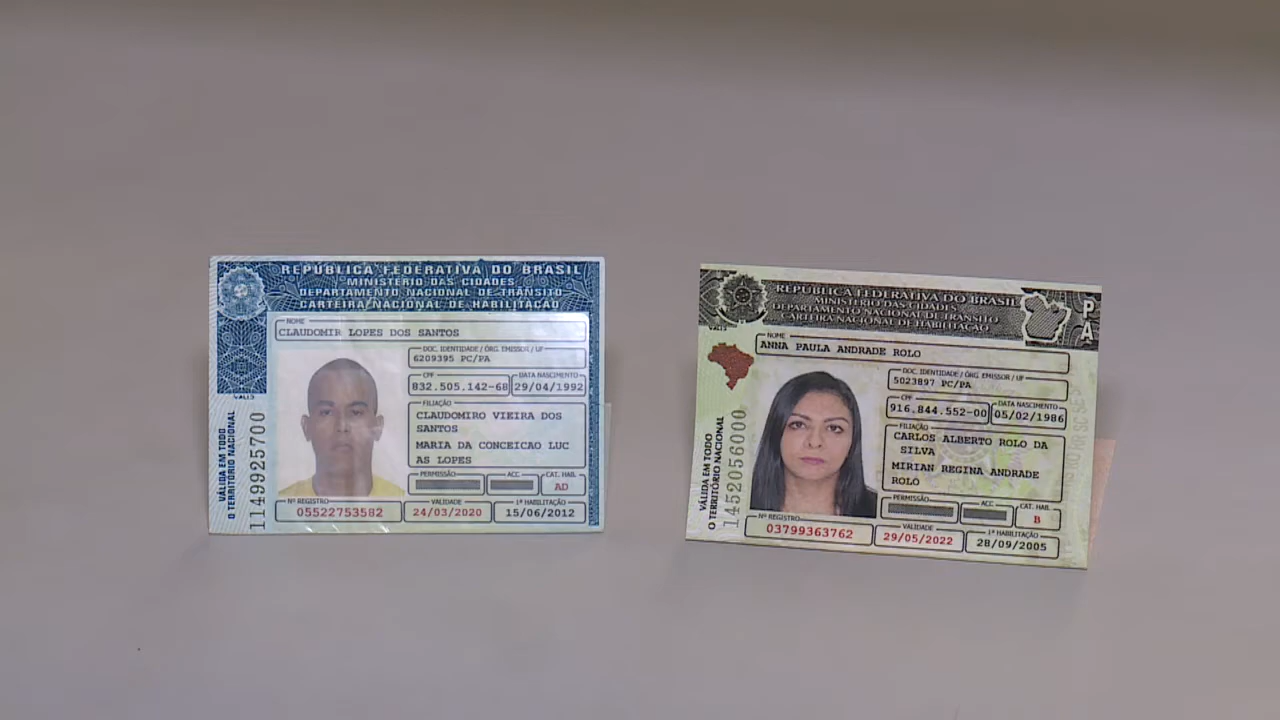 REPÚBLICA FEDERATIVA DO BRASIL
MINISTÉRIO DAS CIDADES
DEPARTAMENTO NACIONAL DE TRÂNSITO
CARTEIRA NACIONAL DE HABILITAÇÃO
NOME
CLAUDOMIR LOPES DOS SANTOS
DOC. IDENTIDADE / ÓRG. EMISSOR / UF
6209395 PC/PA
CPF DATA NASCIMENTO
832.505.142-68 29/04/1992
FILIAÇÃO
CLAUDOMIRO VIEIRA DOS
SANTOS
MARIA DA CONCEICAO LUC
AS LOPES
PERMISSÃO ACC CAT. HAB.
AD
Nº REGISTRO VALIDADE 1ª HABILITAÇÃO
05522753582 24/03/2020 15/06/2012
VÁLIDA EM TODO
O TERRITÓRIO NACIONAL
1149925700
REPÚBLICA FEDERATIVA DO BRASIL
MINISTÉRIO DAS CIDADES
DEPARTAMENTO NACIONAL DE TRÂNSITO
CARTEIRA NACIONAL DE HABILITAÇÃO
PA
NOME
ANNA PAULA ANDRADE ROLO
DOC. IDENTIDADE / ÓRG. EMISSOR / UF
5023897 PC/PA
CPF DATA NASCIMENTO
916.844.552-00 05/02/1986
FILIAÇÃO
CARLOS ALBERTO ROLO DA
SILVA
MIRIAN REGINA ANDRADE
ROLO
PERMISSÃO ACC CAT. HAB.
B
Nº REGISTRO VALIDADE 1ª HABILITAÇÃO
03799363762 29/05/2022 28/09/2005
VÁLIDA EM TODO
O TERRITÓRIO NACIONAL
1452056000